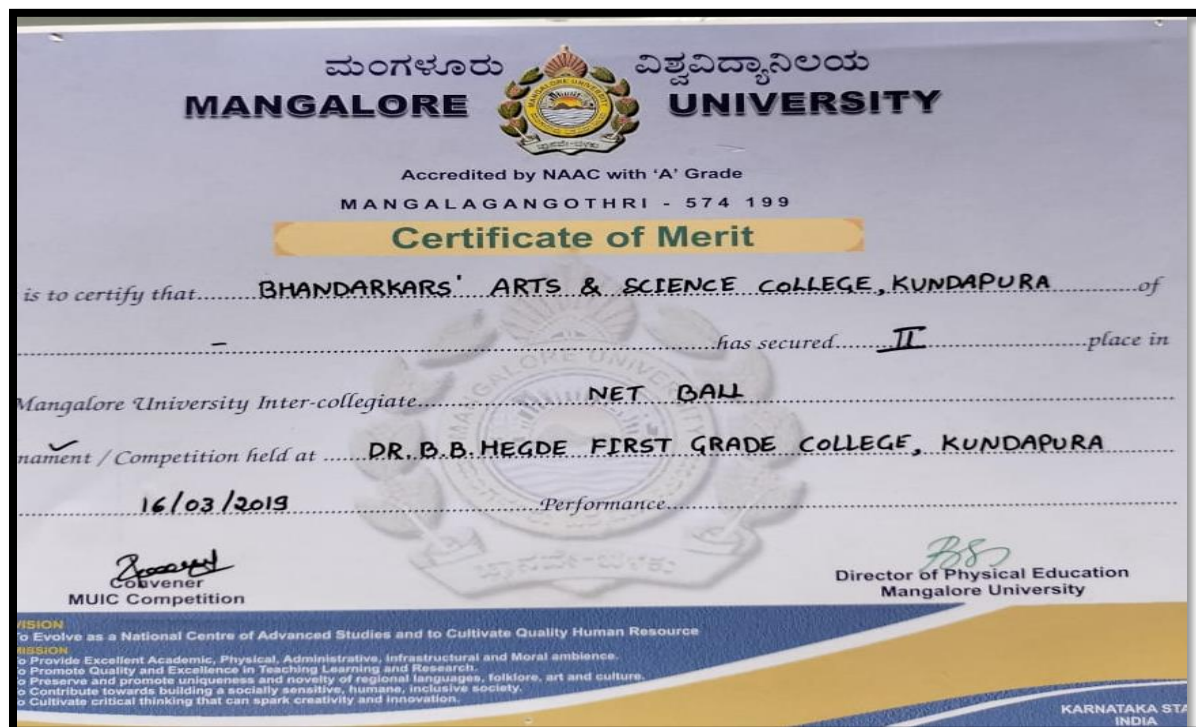 ಮಂಗಳೂರು ವಿಶ್ವವಿದ್ಯಾನಿಲಯ
MANGALORE UNIVERSITY
Accredited by NAAC with 'A' Grade
MANGALAGANGOTHRI - 574 199
Certificate of Merit
is to certify that BHANDARKARS' ARTS & SCIENCE COLLEGE, KUNDAPURA of
- has secured II place in
Mangalore University Inter-collegiate NET BALL
nament / Competition held at DR. B.B. HEGDE FIRST GRADE COLLEGE, KUNDAPURA
16/03/2019 Performance
Convener
MUIC Competition
Director of Physical Education
Mangalore University
VISION
To Evolve as a National Centre of Advanced Studies and to Cultivate Quality Human Resource
MISSION
o Provide Excellent Academic, Physical, Administrative, Infrastructural and Moral ambience.
o Promote Quality and Excellence in Teaching Learning and Research.
o Preserve and promote uniqueness and novelty of regional languages, folklore, art and culture.
o Contribute towards building a socially sensitive, humane, inclusive society.
o Cultivate critical thinking that can spark creativity and innovation.
KARNATAKA STA
INDIA